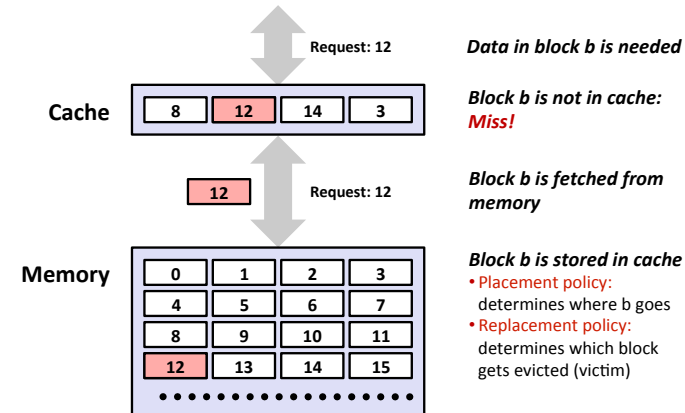 Request: 12
Data in block b is needed
Cache
8 12 14 3
Block b is not in cache:
Miss!
12
Request: 12
Block b is fetched from
memory
Memory
0 1 2 3
4 5 6 7
8 9 10 11
12 13 14 15
Block b is stored in cache
• Placement policy:
determines where b goes
• Replacement policy:
determines which block
gets evicted (victim)